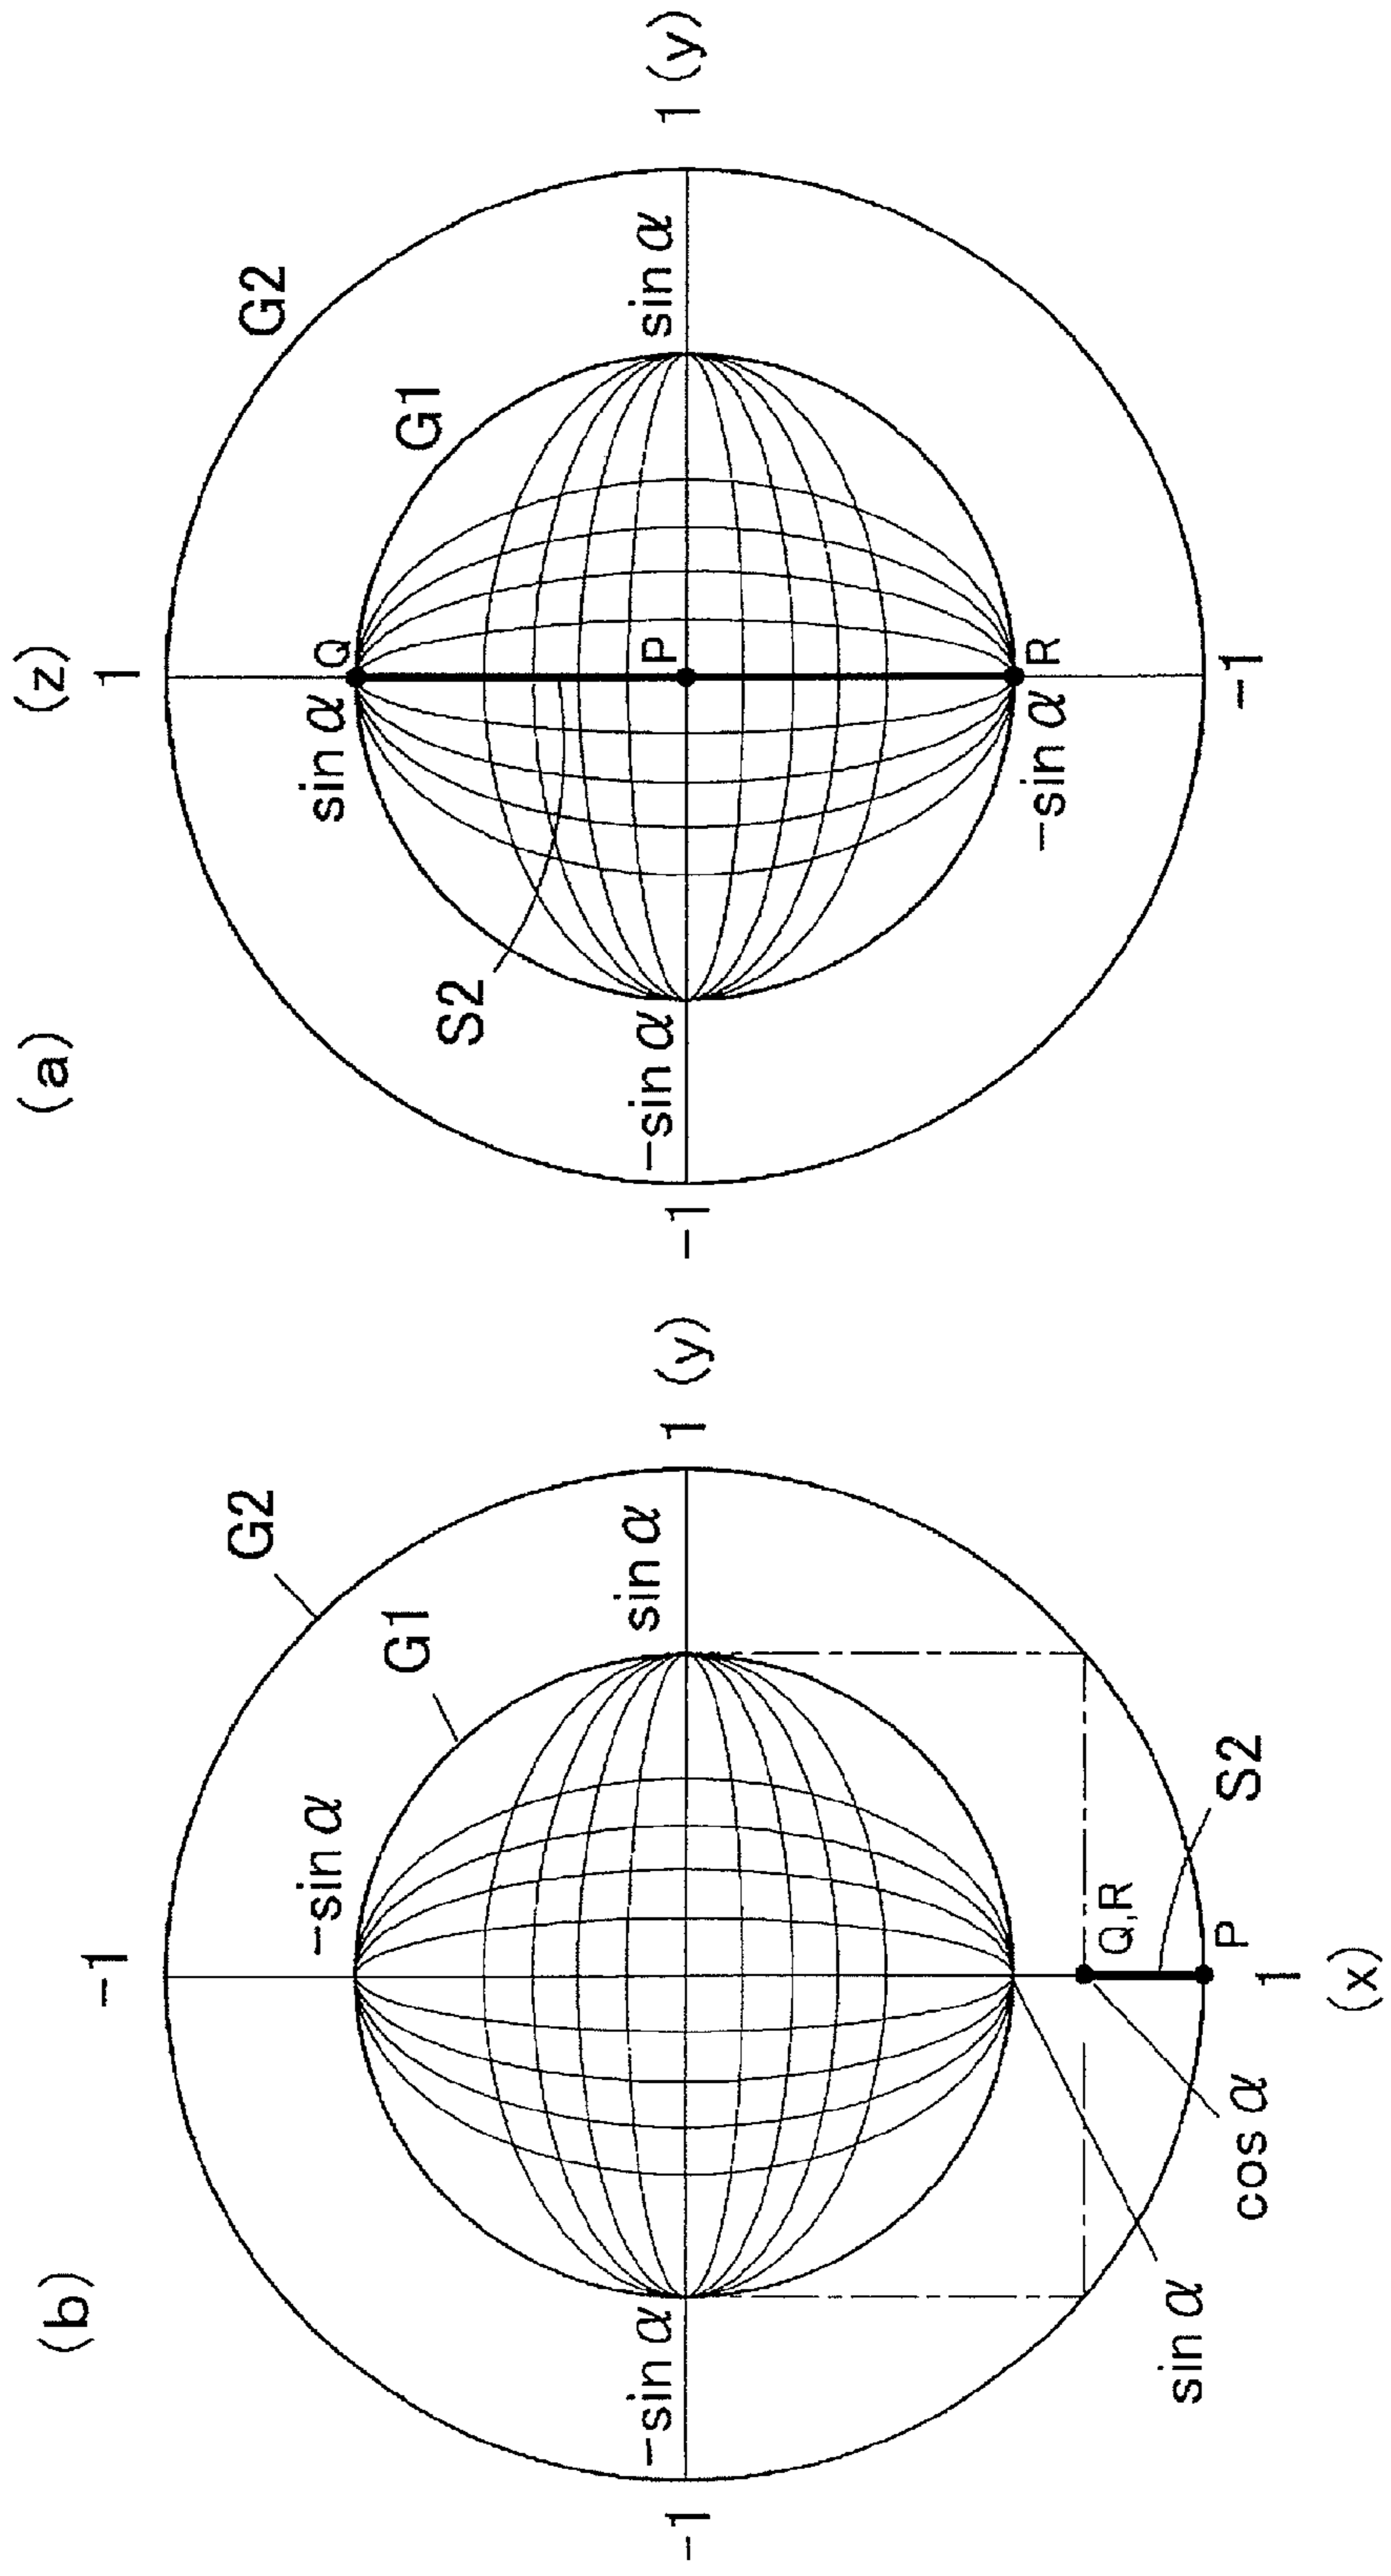 (b)
-1
G2
-sin α
G1
-1
-sin α
sin α
1 (y)
Q,R
S2
P
cos α
sin α
1
(x)
(a)
(z)
1
G2
Q
sin α
G1
S2
P
-1
-sin α
sin α
1 (y)
R
-sin α
-1